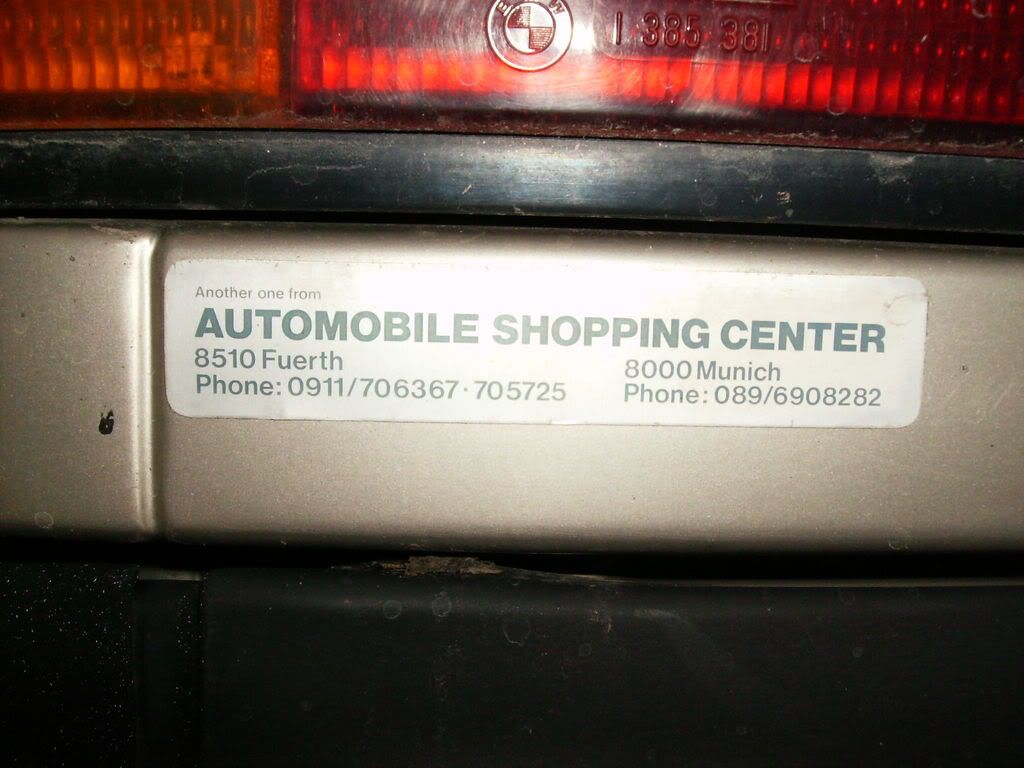 BMW
1 385 381
Another one from
AUTOMOBILE SHOPPING CENTER
8510 Fuerth
8000 Munich
Phone: 0911/706367·705725
Phone: 089/6908282